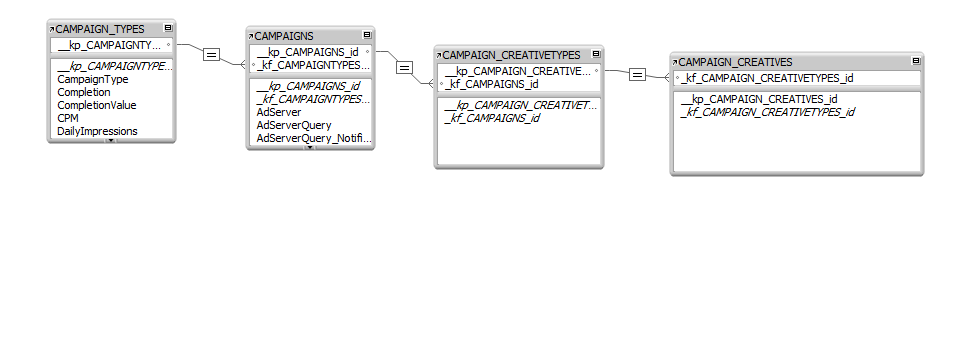 CAMPAIGN_TYPES
__kp_CAMPAIGNTY...
__kp_CAMPAIGNTYPE...
CampaignType
Completion
CompletionValue
CPM
DailyImpressions
CAMPAIGNS
__kp_CAMPAIGNS_id
_kf_CAMPAIGNTYPES...
__kp_CAMPAIGNS_id
_kf_CAMPAIGNTYPES...
AdServer
AdServerQuery
AdServerQuery_Notifi...
CAMPAIGN_CREATIVETYPES
__kp_CAMPAIGN_CREATIVE...
_kf_CAMPAIGNS_id
__kp_CAMPAIGN_CREATIVET...
_kf_CAMPAIGNS_id
CAMPAIGN_CREATIVES
_kf_CAMPAIGN_CREATIVETYPES_id
__kp_CAMPAIGN_CREATIVES_id
_kf_CAMPAIGN_CREATIVETYPES_id